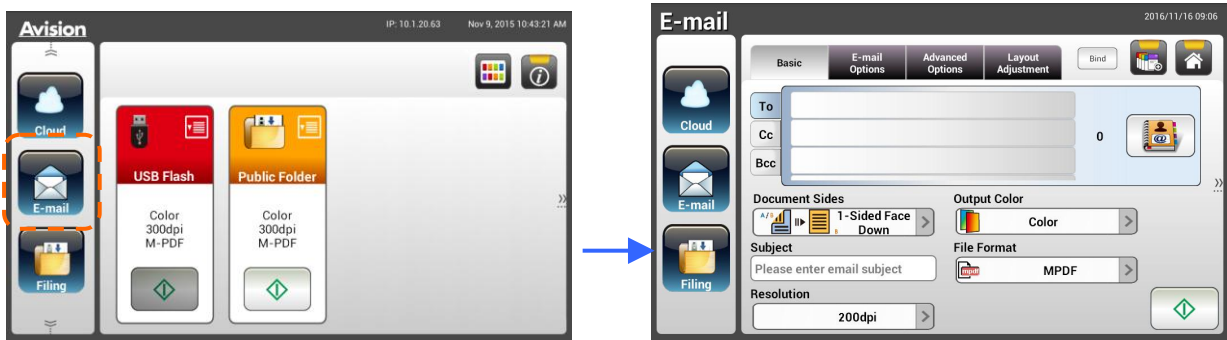 Avision
IP: 10.1.20.63
Nov 9, 2015 10:43:21 AM
Cloud
E-mail
Filing
USB Flash
Color
300dpi
M-PDF
Public Folder
Color
300dpi
M-PDF
E-mail
2016/11/16 09:06
Cloud
E-mail
Filing
Basic
E-mail
Options
Advanced
Options
Layout
Adjustment
Bind
To
Cc
Bcc
0
Document Sides
1-Sided Face
Down
Output Color
Color
Subject
Please enter email subject
File Format
mpdf
MPDF
Resolution
200dpi